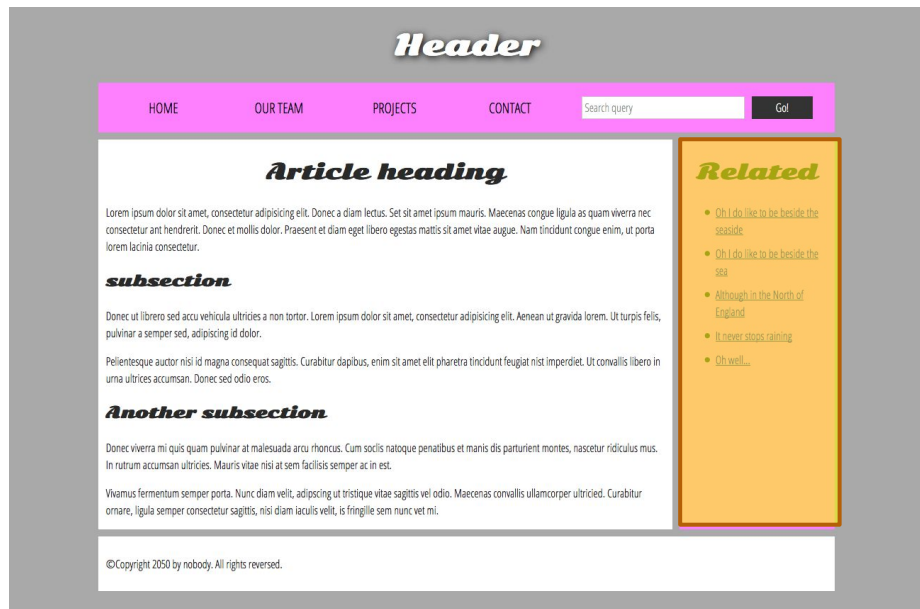 Header
HOME OUR TEAM PROJECTS CONTACT Search query Go!
Article heading
Lorem ipsum dolor sit amet, consectetur adipisicing elit. Donec a diam lectus. Set sit amet ipsum mauris. Maecenas congue ligula as quam viverra nec
consectetur ant hendrerit. Donec et mollis dolor. Praesent et diam eget libero egestas mattis sit amet vitae augue. Nam tincidunt congue enim, ut porta
lorem lacinia consectetur.
subsection
Donec ut librero sed accu vehicula ultricies a non tortor. Lorem ipsum dolor sit amet, consectetur adipisicing elit. Aenean ut gravida lorem. Ut turpis felis,
pulvinar a semper sed, adipiscing id dolor.
Pelientesque auctor nisi id magna consequat sagittis. Curabitur dapibus, enim sit amet elit pharetra tincidunt feugiat nist imperdiet. Ut convallis libero in
urna ultrices accumsan. Donec sed odio eros.
Another subsection
Donec viverra mi quis quam pulvinar at malesuada arcu rhoncus. Cum soclis natoque penatibus et manis dis parturient montes, nascetur ridiculus mus.
In rutrum accumsan ultricies. Mauris vitae nisi at sem facilisis semper ac in est.
Vivamus fermentum semper porta. Nunc diam velit, adipscing ut tristique vitae sagittis vel odio. Maecenas convallis ullamcorper ultricied. Curabitur
ornare, ligula semper consectetur sagittis, nisi diam iaculis velit, is fringille sem nunc vet mi.
Related
Oh I do like to be beside the
seaside
Oh I do like to be beside the
sea
Although in the North of
England
It never stops raining
Oh well...
©Copyright 2050 by nobody. All rights reversed.